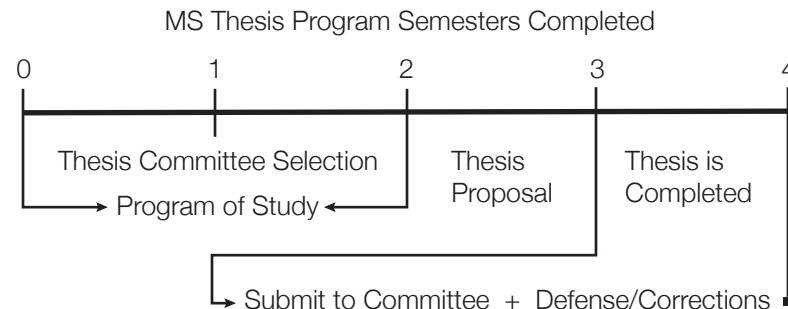 MS Thesis Program Semesters Completed
0 1 2 3 4
Thesis Committee Selection
Program of Study
Thesis
Proposal
Thesis is
Completed
Submit to Committee + Defense/Corrections